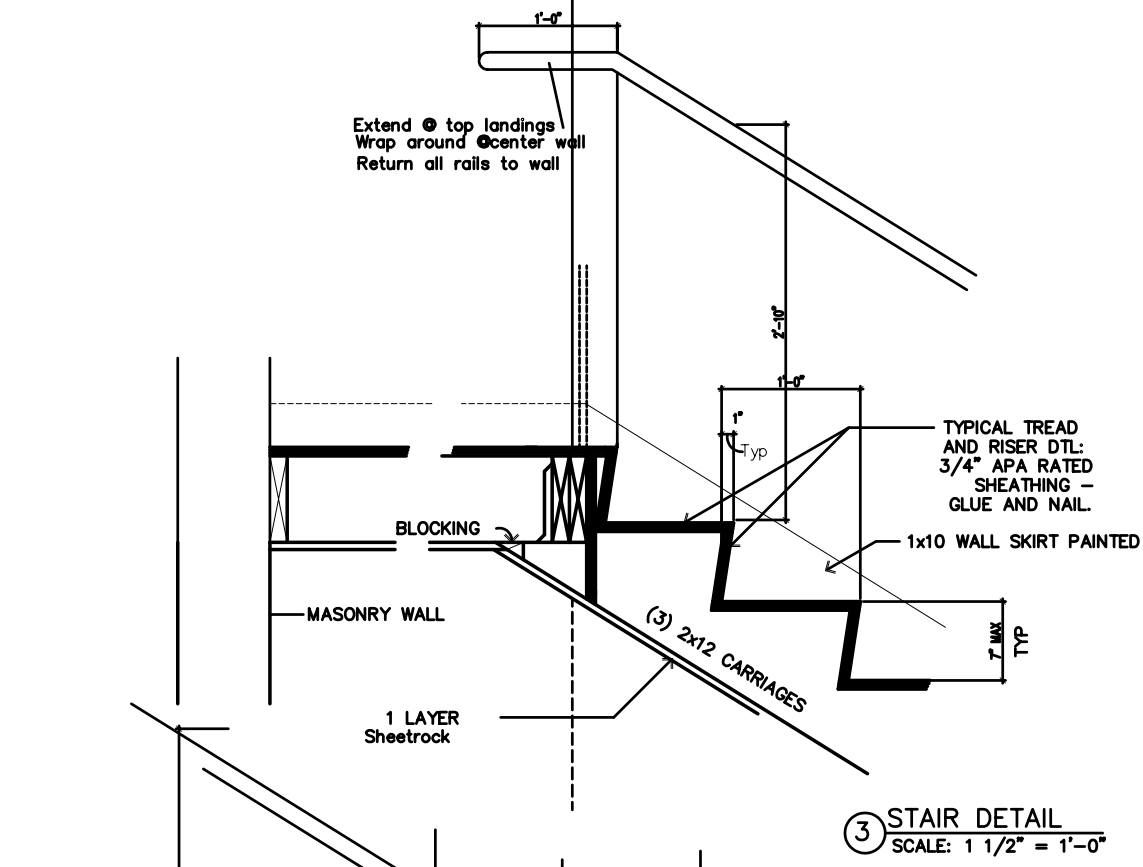 1'-0"
Extend @ top landings
Wrap around @center wall
Return all rails to wall
2'-10"
1'-0"
1"
Typ
TYPICAL TREAD
AND RISER DTL:
3/4" APA RATED
SHEATHING –
GLUE AND NAIL.
BLOCKING
1x10 WALL SKIRT PAINTED
MASONRY WALL
(3) 2x12 CARRIAGES
7" MAX
TYP
1 LAYER
Sheetrock
3
STAIR DETAIL
SCALE: 1 1/2" = 1'-0"